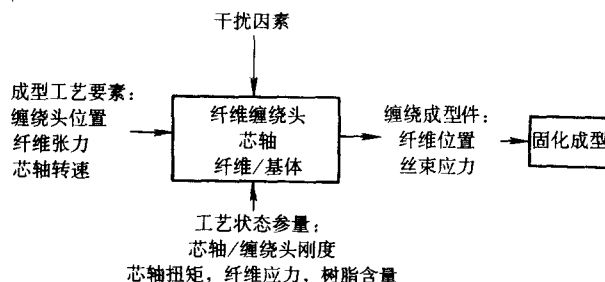 干扰因素
成型工艺要素：
缠绕头位置
纤维张力
芯轴转速
纤维缠绕头
芯轴
纤维/基体
缠绕成型件：
纤维位置
丝束应力
固化成型
工艺状态参量：
芯轴/缠绕头刚度
芯轴扭矩，纤维应力，树脂含量